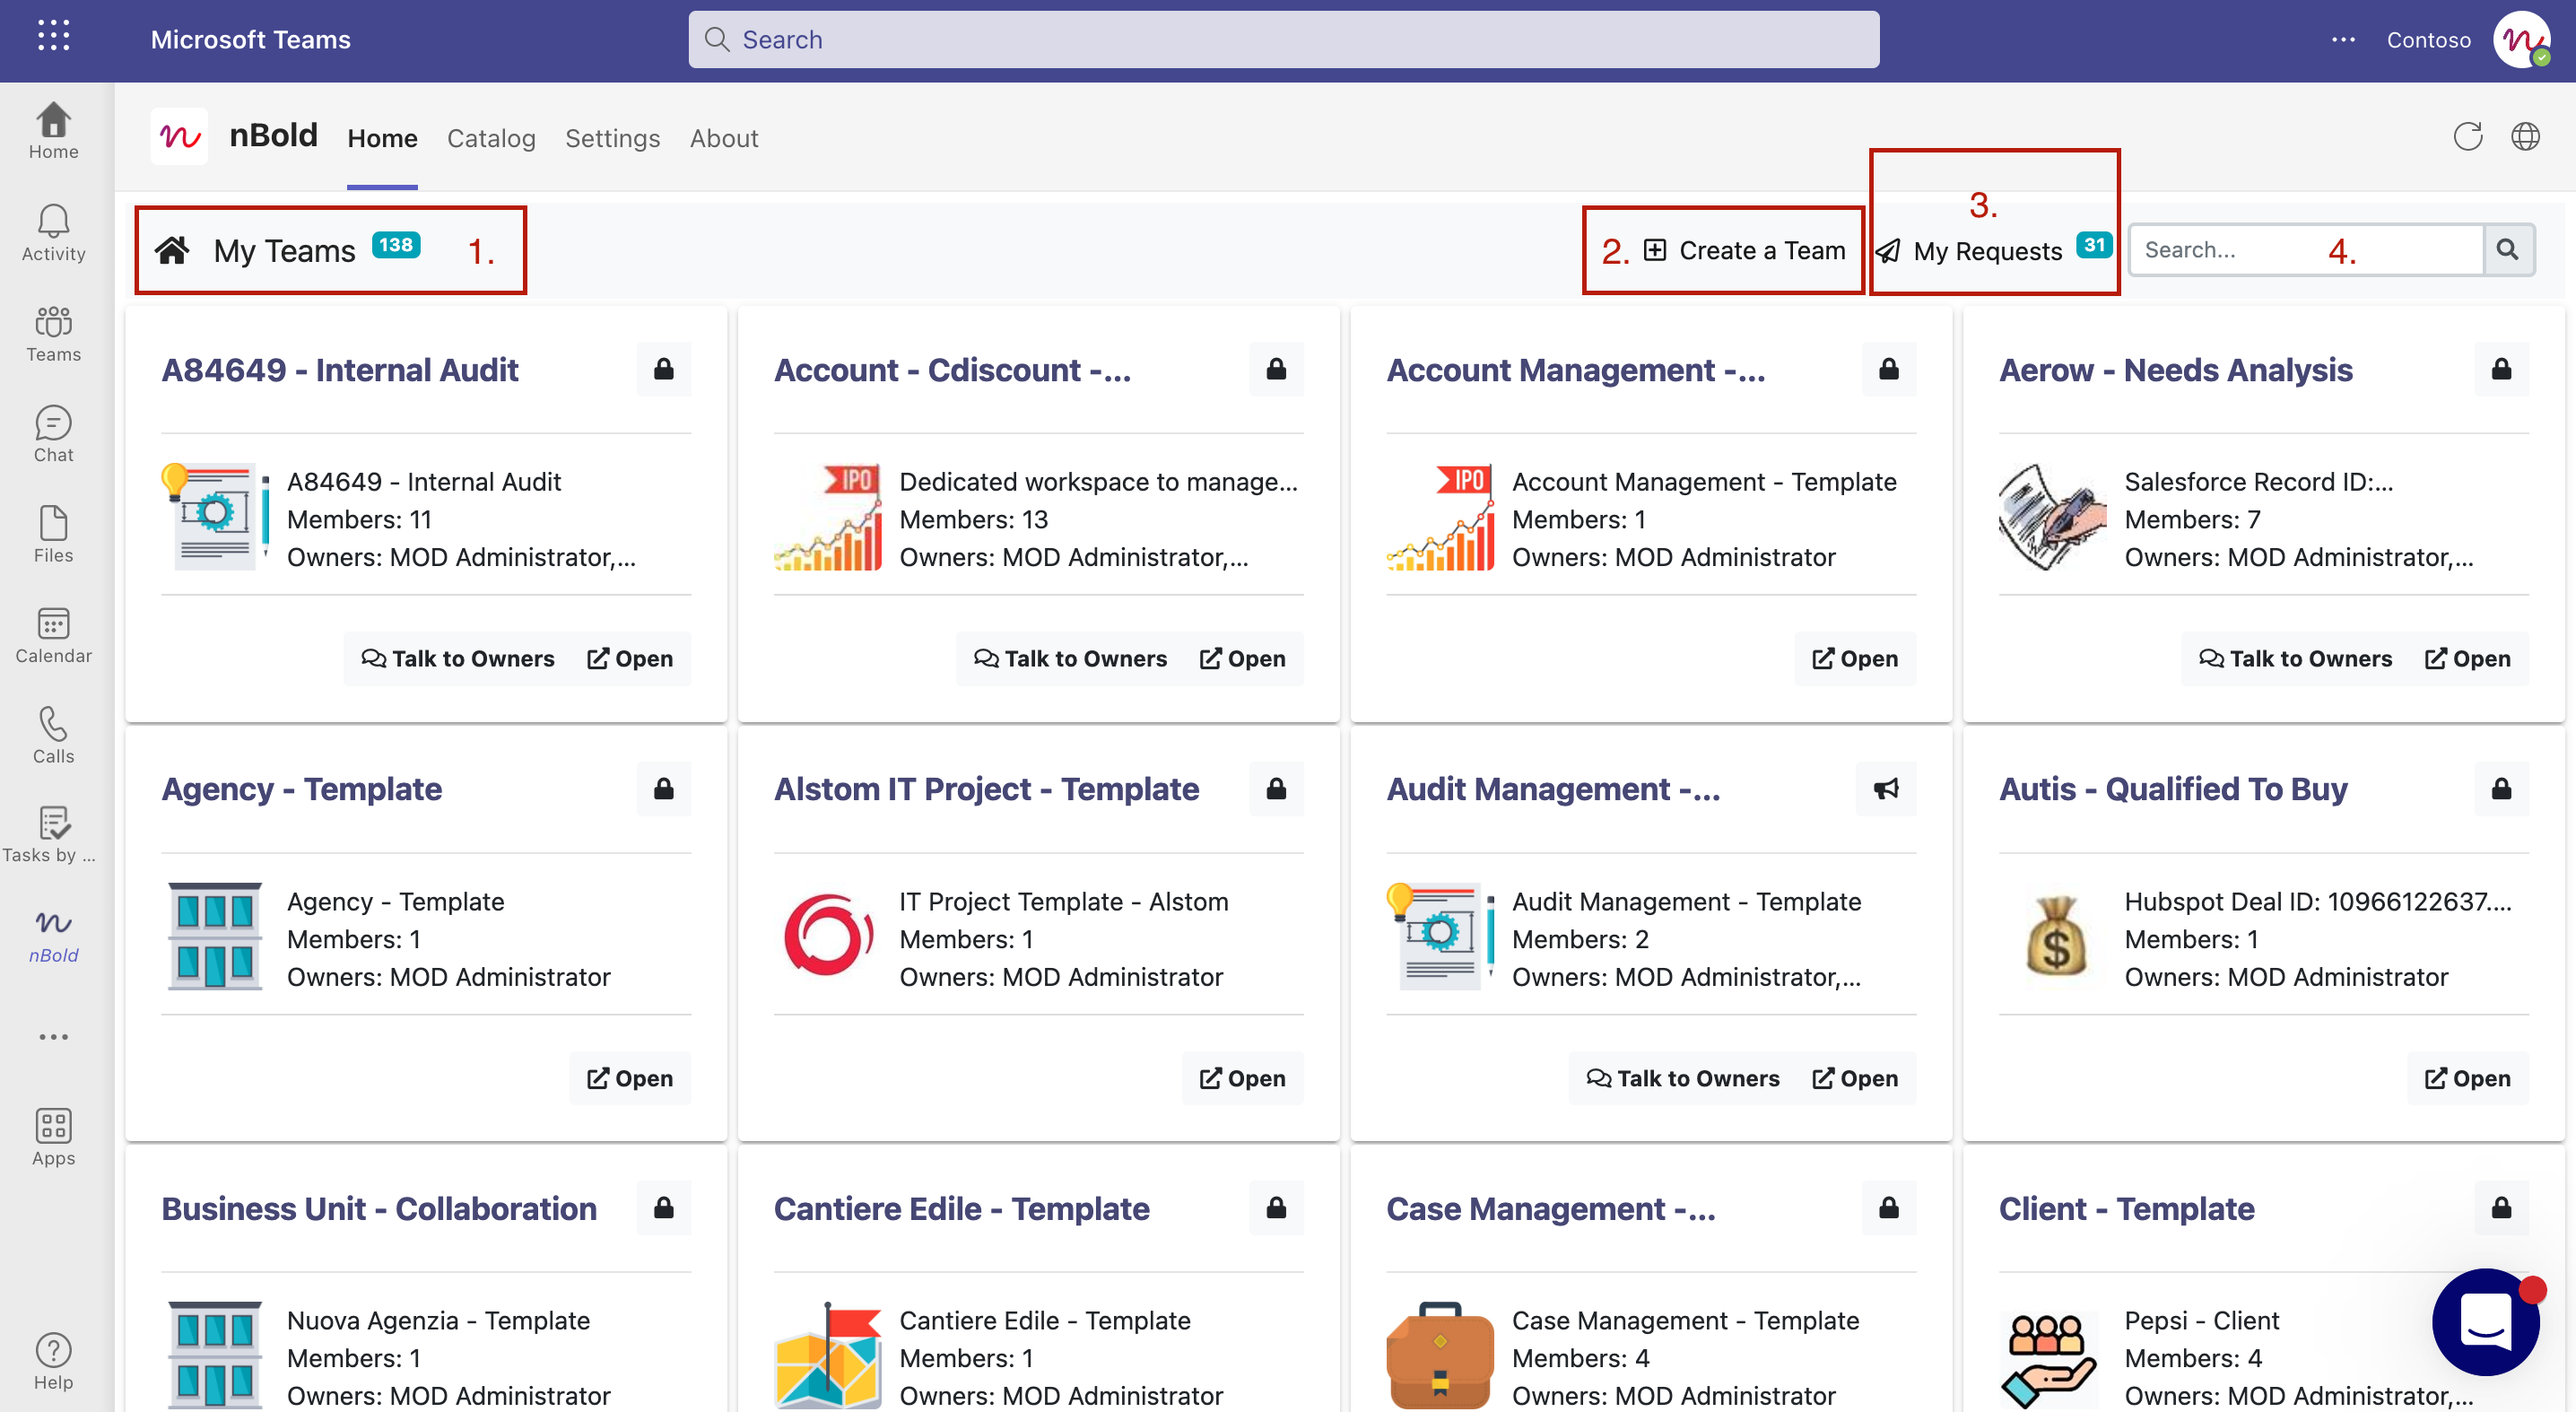 Microsoft Teams
Search
Contoso
Home
Activity
Teams
Chat
Files
Calendar
Calls
Tasks by ...
nBold
Apps
Help
nBold
Home
Catalog
Settings
About
My Teams 138 1.
2. Create a Team
3.
My Requests 31
Search... 4.
A84649 - Internal Audit
A84649 - Internal Audit
Members: 11
Owners: MOD Administrator,...
Talk to Owners
Open
Account - Cdiscount -...
IPO
Dedicated workspace to manage...
Members: 13
Owners: MOD Administrator,...
Talk to Owners
Open
Account Management -...
IPO
Account Management - Template
Members: 1
Owners: MOD Administrator
Open
Aerow - Needs Analysis
Salesforce Record ID:...
Members: 7
Owners: MOD Administrator,...
Talk to Owners
Open
Agency - Template
Agency - Template
Members: 1
Owners: MOD Administrator
Open
Alstom IT Project - Template
IT Project Template - Alstom
Members: 1
Owners: MOD Administrator
Open
Audit Management -...
Audit Management - Template
Members: 2
Owners: MOD Administrator,...
Talk to Owners
Open
Autis - Qualified To Buy
$
Hubspot Deal ID: 10966122637....
Members: 1
Owners: MOD Administrator
Open
Business Unit - Collaboration
Nuova Agenzia - Template
Members: 1
Owners: MOD Administrator
Cantiere Edile - Template
Cantiere Edile - Template
Members: 1
Owners: MOD Administrator
Case Management -...
Case Management - Template
Members: 4
Owners: MOD Administrator
Client - Template
Pepsi - Client
Members: 4
Owners: MOD Administrator,...